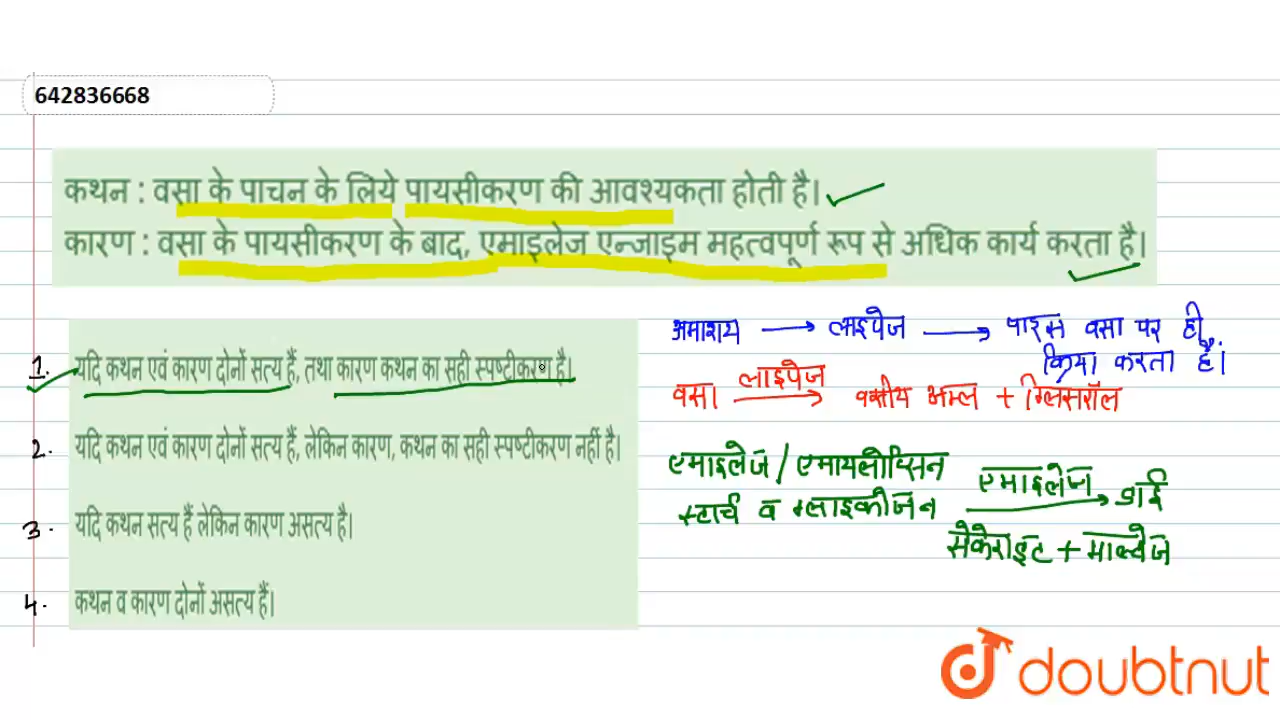 642836668
कथन : वसा के पाचन के लिये पायसीकरण की आवश्यकता होती है।
कारण : वसा के पायसीकरण के बाद, एमाइलेज एन्जाइम महत्वपूर्ण रूप से अधिक कार्य करता है।
1. यदि कथन एवं कारण दोनों सत्य हैं, तथा कारण कथन का सही स्पष्टीकरण है।
2. यदि कथन एवं कारण दोनों सत्य हैं, लेकिन कारण, कथन का सही स्पष्टीकरण नहीं है।
3. यदि कथन सत्य हैं लेकिन कारण असत्य है।
4. कथन व कारण दोनों असत्य हैं।
अमाशय → लाइपेज → पायस वसा पर ही
क्रिया करता है।
वसा लाइपेज → वसीय अम्ल + ग्लिसरॉल
एमाइलेज / एमायलोप्सिन
स्टार्च व ग्लाइकोजन एमाइलेज → डाई
सैकेराइट + माल्टेज
doubtnut